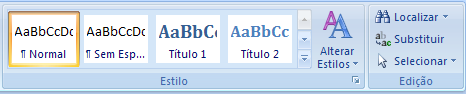 AaBbCcDc AaBbCcDc AaBbC AaBbCc
¶ Normal ¶ Sem Esp... Título 1 Título 2
Alterar
Estilos
Estilo
Localizar
Substituir
Selecionar
Edição